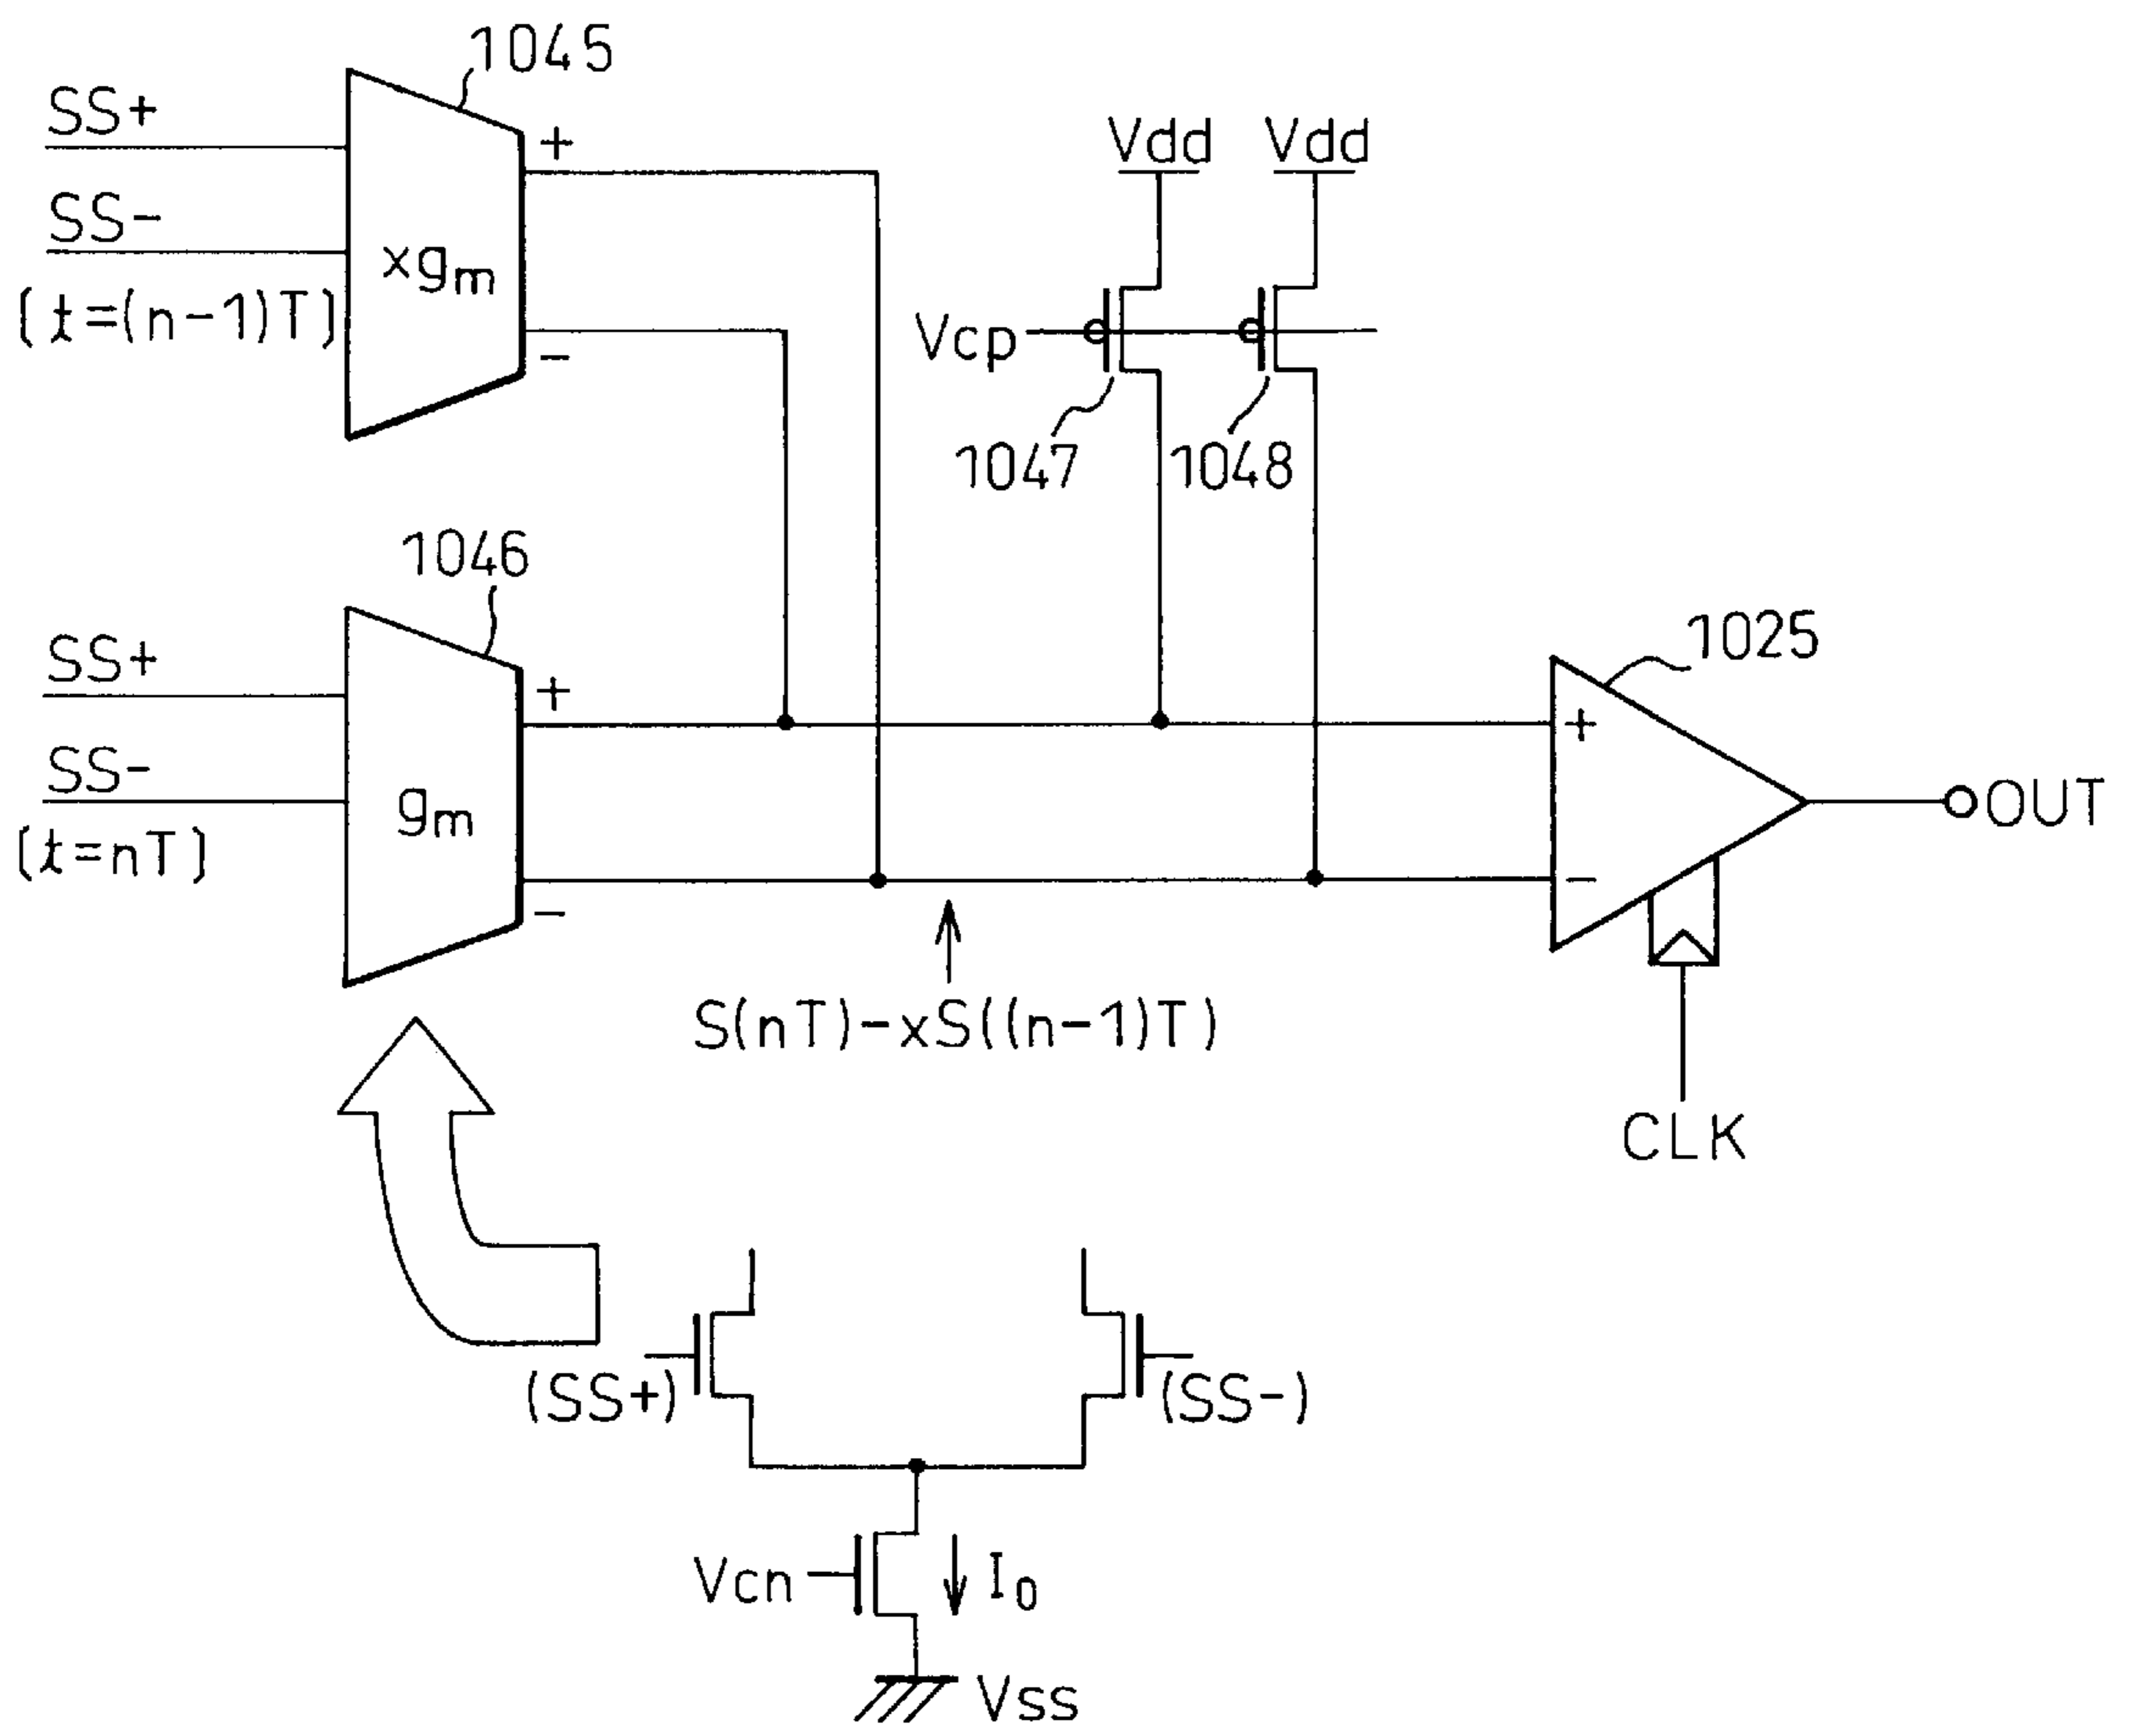 1045
SS+
+
SS-
xgm
(t=(n-1)T)
-
Vdd Vdd
Vcp
1047 1048
1046
SS+
+
SS-
gm
(t=nT)
-
1025
+
-
OUT
S(nT)-xS((n-1)T)
CLK
(SS+) (SS-)
Vcn I0
Vss